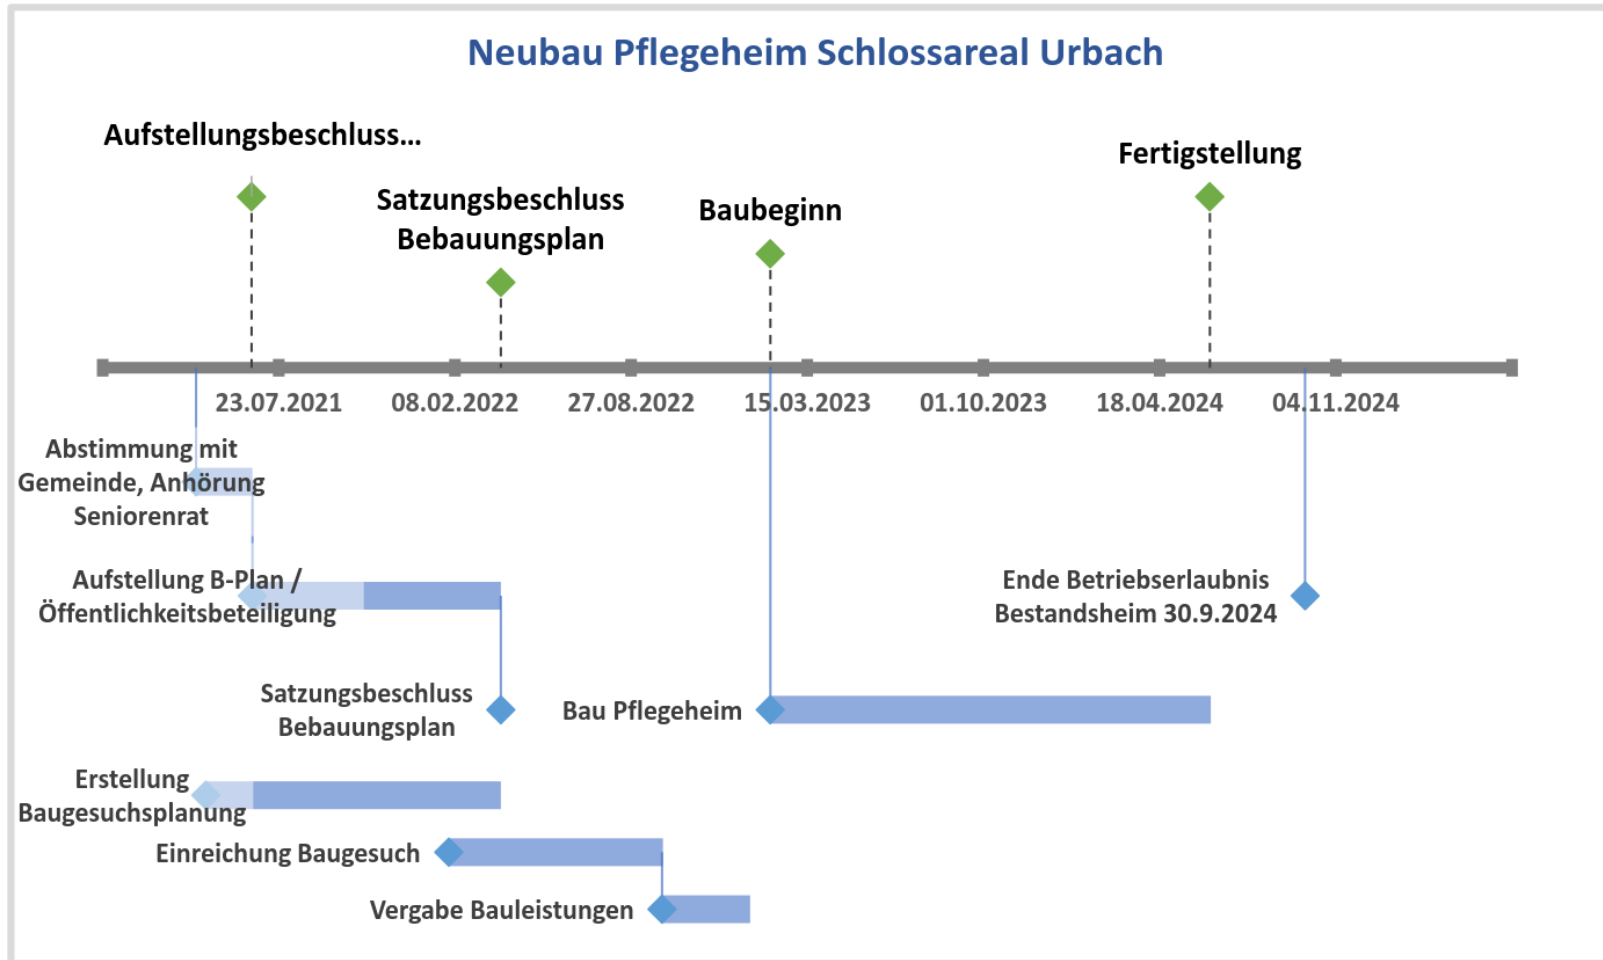 Neubau Pflegeheim Schlossareal Urbach
Aufstellungsbeschluss...
Satzungsbeschluss
Bebauungsplan
Baubeginn
Fertigstellung
23.07.2021
08.02.2022
27.08.2022
15.03.2023
01.10.2023
18.04.2024
04.11.2024
Abstimmung mit
Gemeinde, Anhörung
Seniorenrat
Aufstellung B-Plan /
Öffentlichkeitsbeteiligung
Ende Betriebserlaubnis
Bestandsheim 30.9.2024
Satzungsbeschluss
Bebauungsplan
Bau Pflegeheim
Erstellung
Baugesuchsplanung
Einreichung Baugesuch
Vergabe Bauleistungen